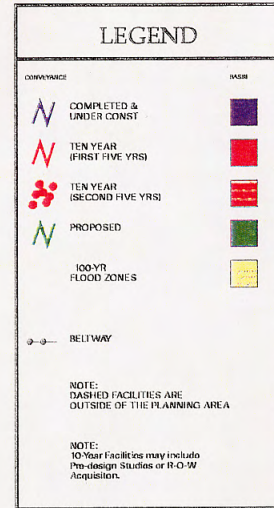 LEGEND
CONVEYANCE BASIN
COMPLETED &
UNDER CONST
TEN YEAR
(FIRST FIVE YRS)
TEN YEAR
(SECOND FIVE YRS)
PROPOSED
100-YR
FLOOD ZONES
BELTWAY
NOTE:
DASHED FACILITIES ARE
OUTSIDE OF THE PLANNING AREA
NOTE:
10-Year Facilities may include
Pre-design Studies or R-O-W
Acquisiton.